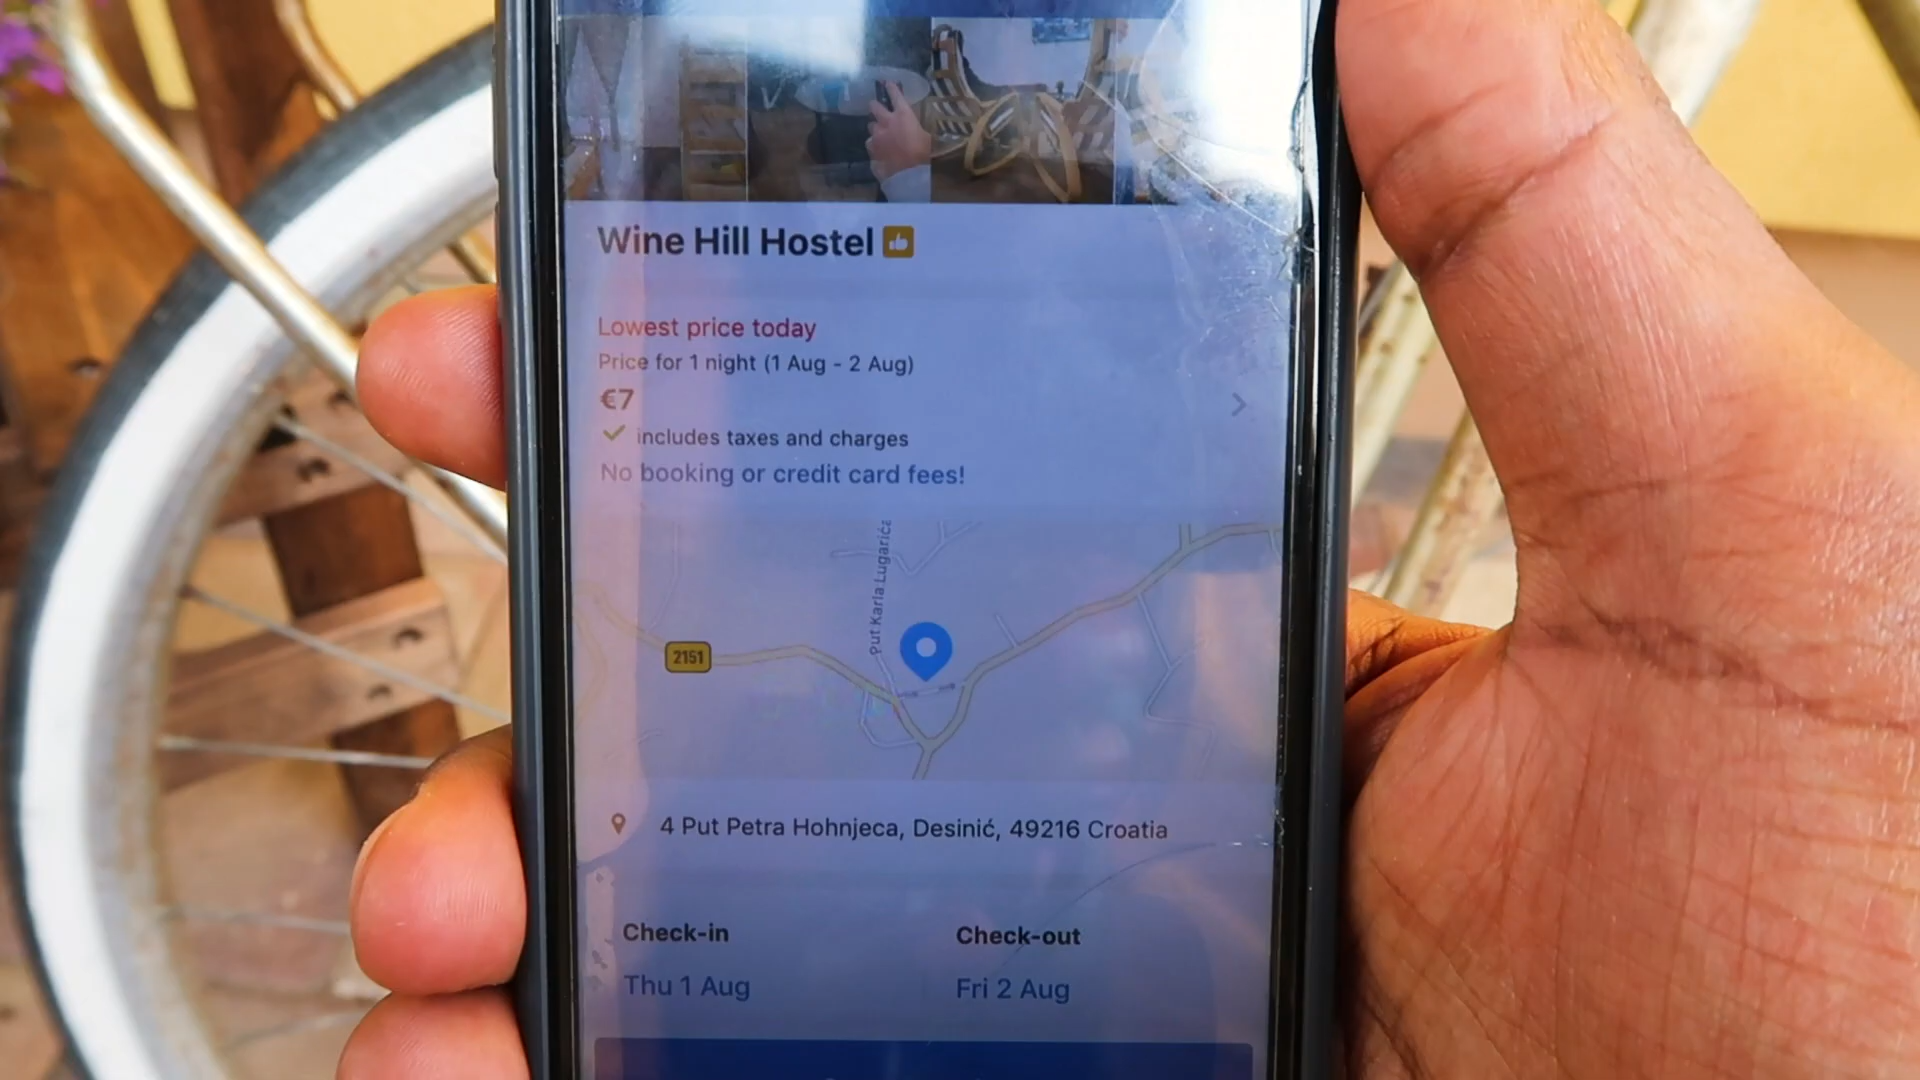 Wine Hill Hostel
Lowest price today
Price for 1 night (1 Aug - 2 Aug)
€7
includes taxes and charges
No booking or credit card fees!
Put Karla Lugarića
2151
4 Put Petra Hohnjeca, Desinić, 49216 Croatia
Check-in
Check-out
Thu 1 Aug
Fri 2 Aug